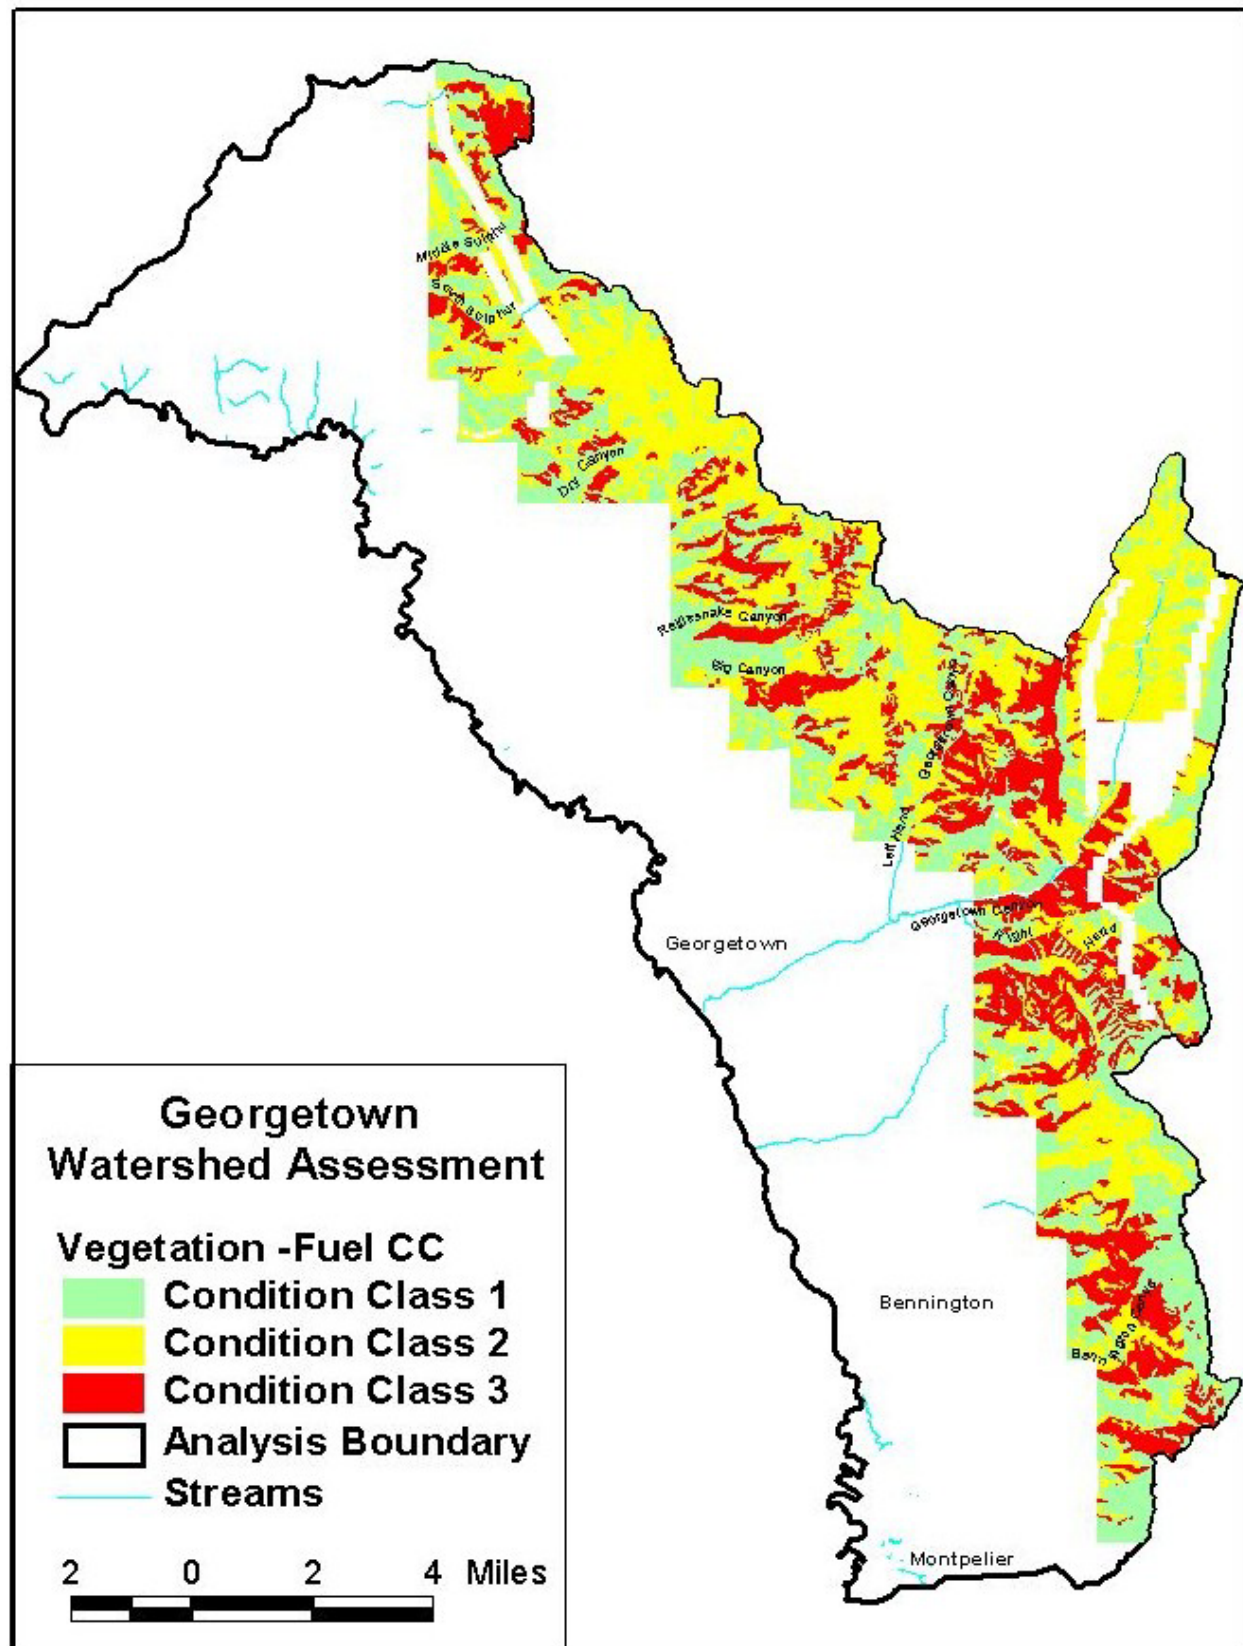 Middle Sulphur
South Sulphur
Dry Canyon
Rattlesnake Canyon
Big Canyon
Georgetown Canyon
Left Hand
Georgetown Canyon
Right Hand
Georgetown
Bennington
Bennington Canyon
Montpelier
Georgetown
Watershed Assessment
Vegetation -Fuel CC
Condition Class 1
Condition Class 2
Condition Class 3
Analysis Boundary
Streams
2 0 2 4 Miles